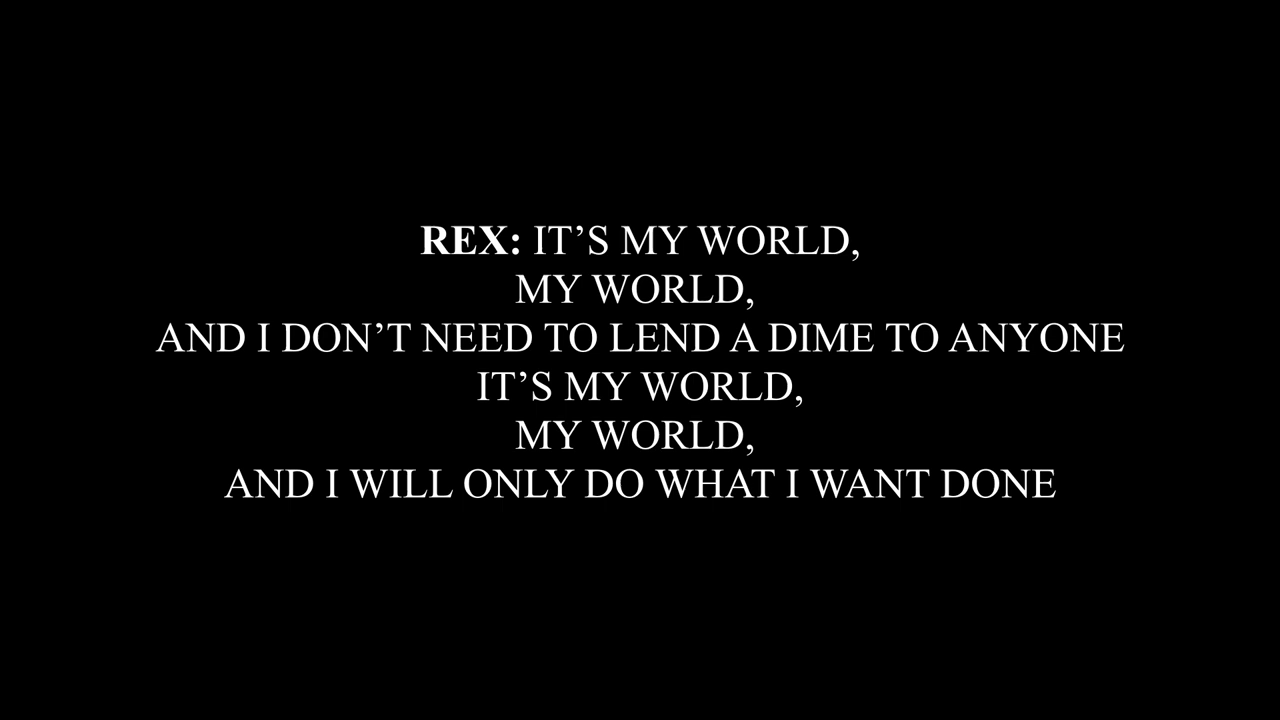 REX: IT’S MY WORLD,
MY WORLD,
AND I DON’T NEED TO LEND A DIME TO ANYONE
IT’S MY WORLD,
MY WORLD,
AND I WILL ONLY DO WHAT I WANT DONE